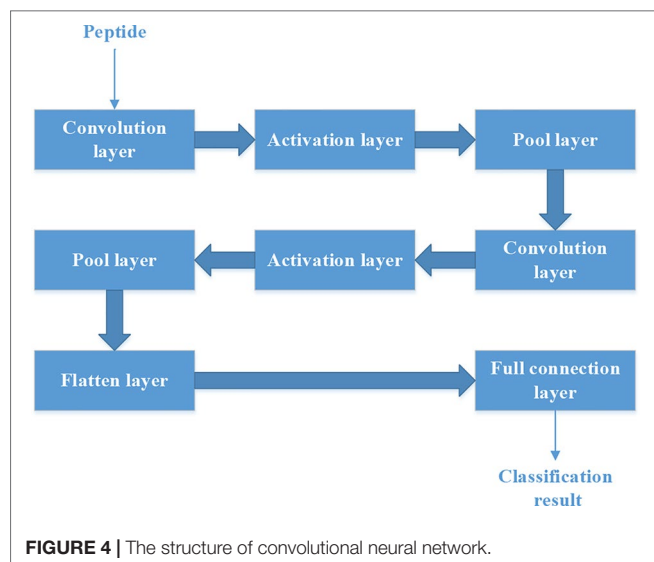 Peptide
Convolution
layer
Activation layer
Pool layer
Pool layer
Activation layer
Convolution
layer
Flatten layer
Full connection
layer
Classification
result
FIGURE 4 | The structure of convolutional neural network.